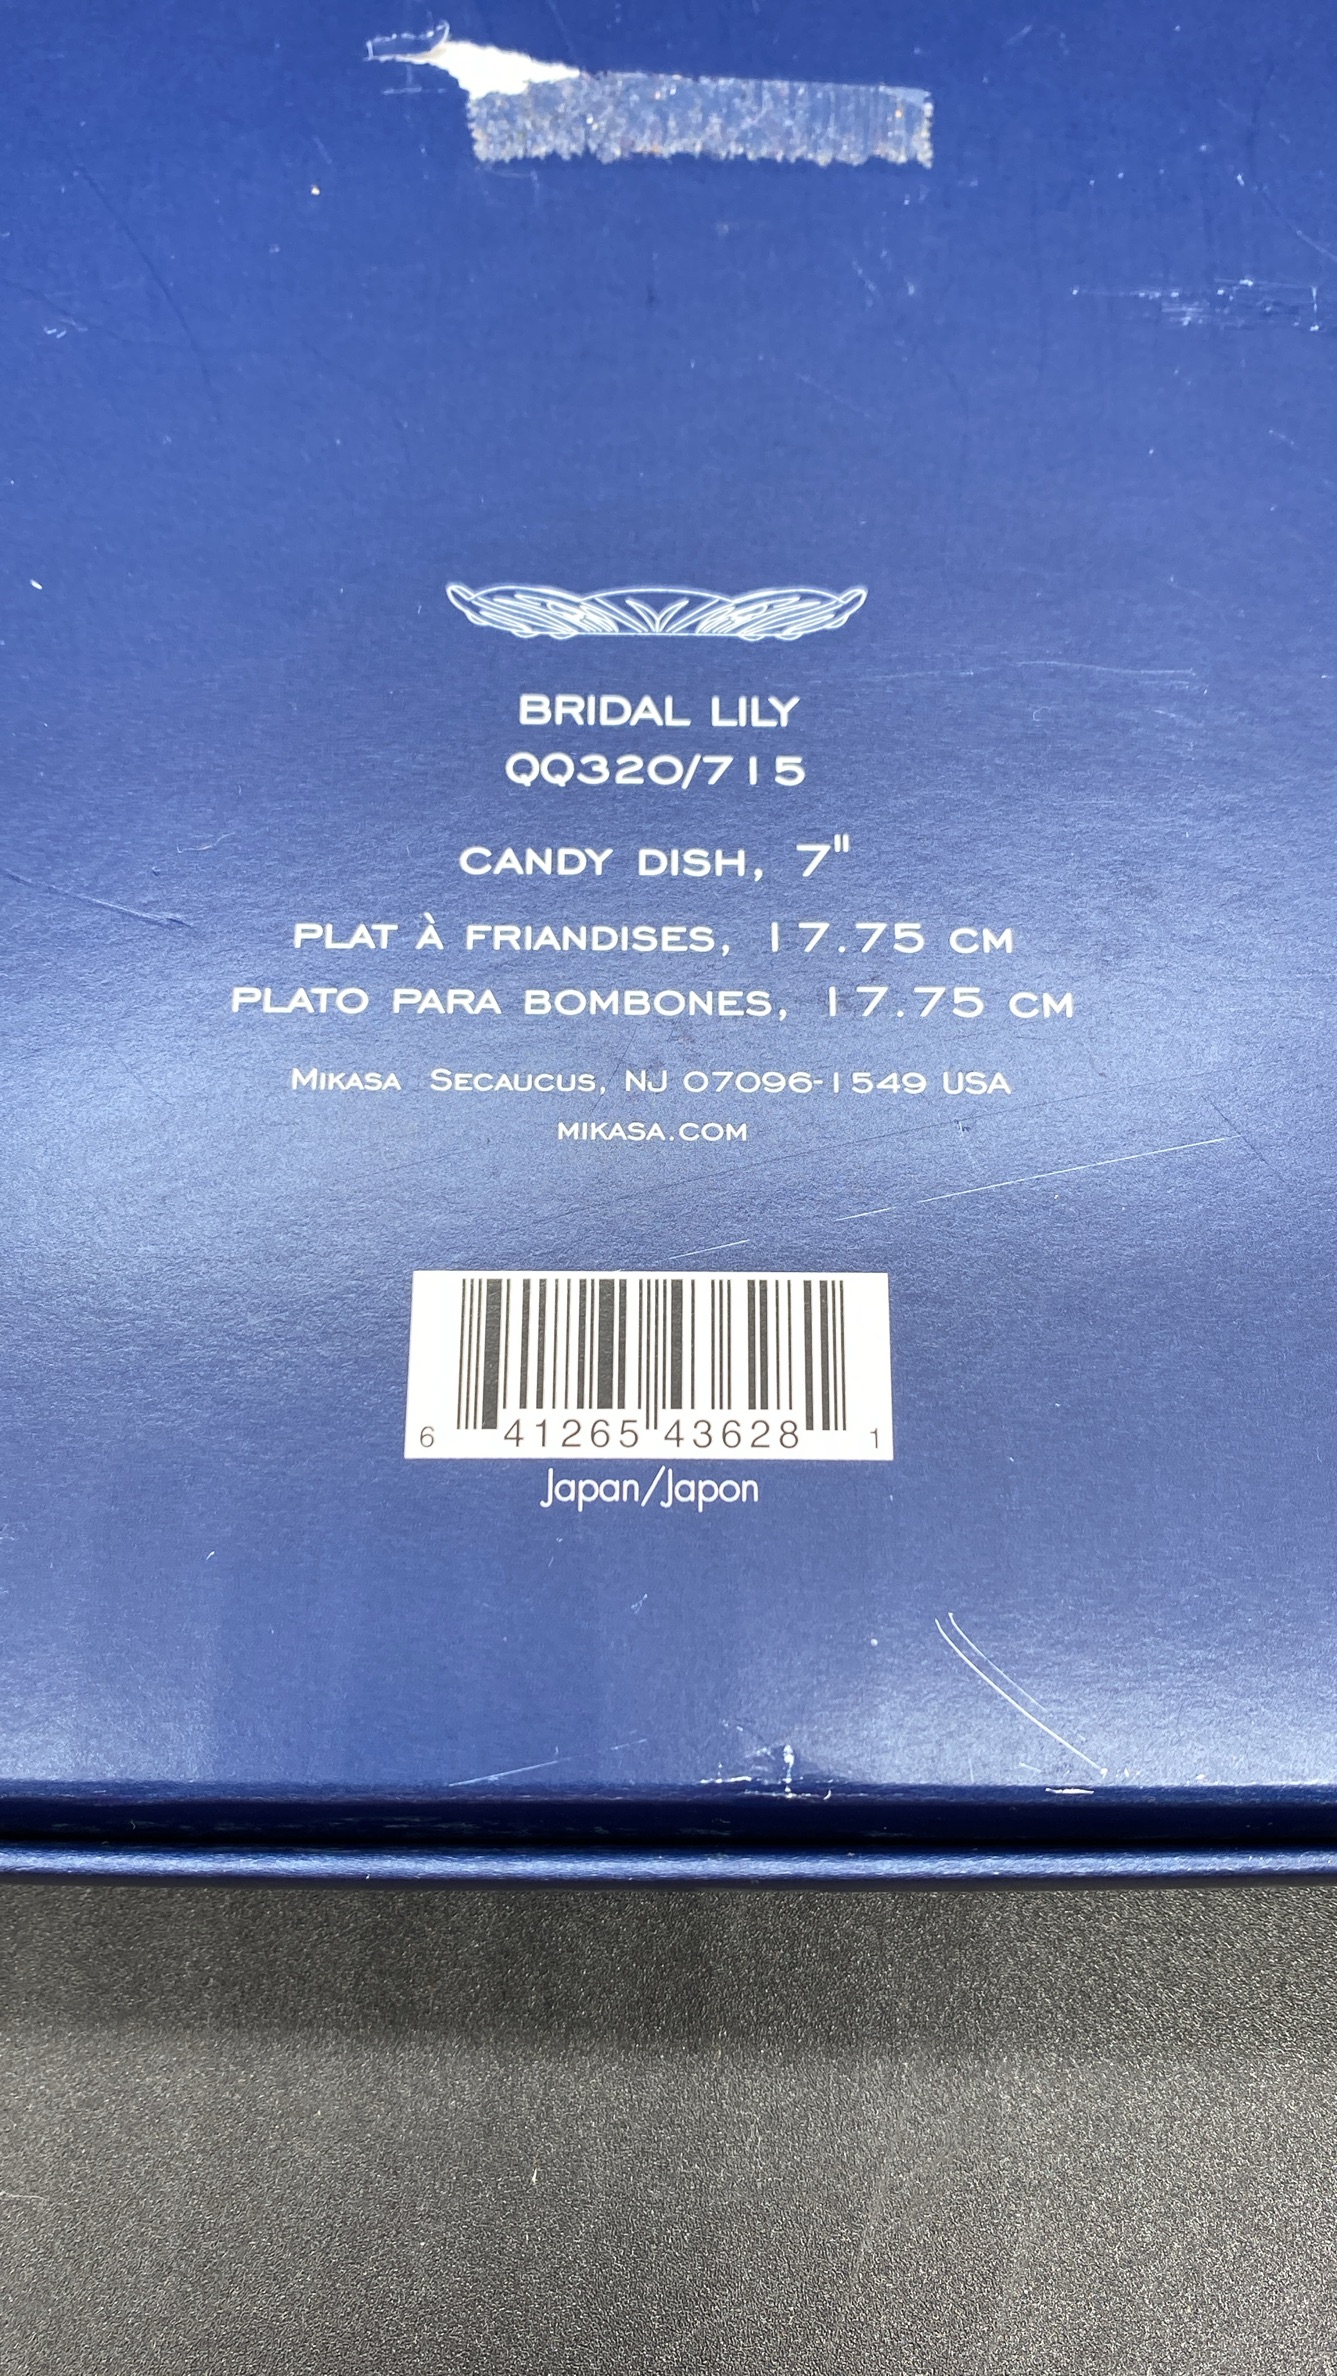 BRIDAL LILY
QQ320/715
CANDY DISH, 7"
PLAT À FRIANDISES, 17.75 CM
PLATO PARA BOMBONES, 17.75 CM
MIKASA SECAUCUS, NJ 07096-1549 USA
MIKASA.COM
6 41265 43628 1
Japan/Japon